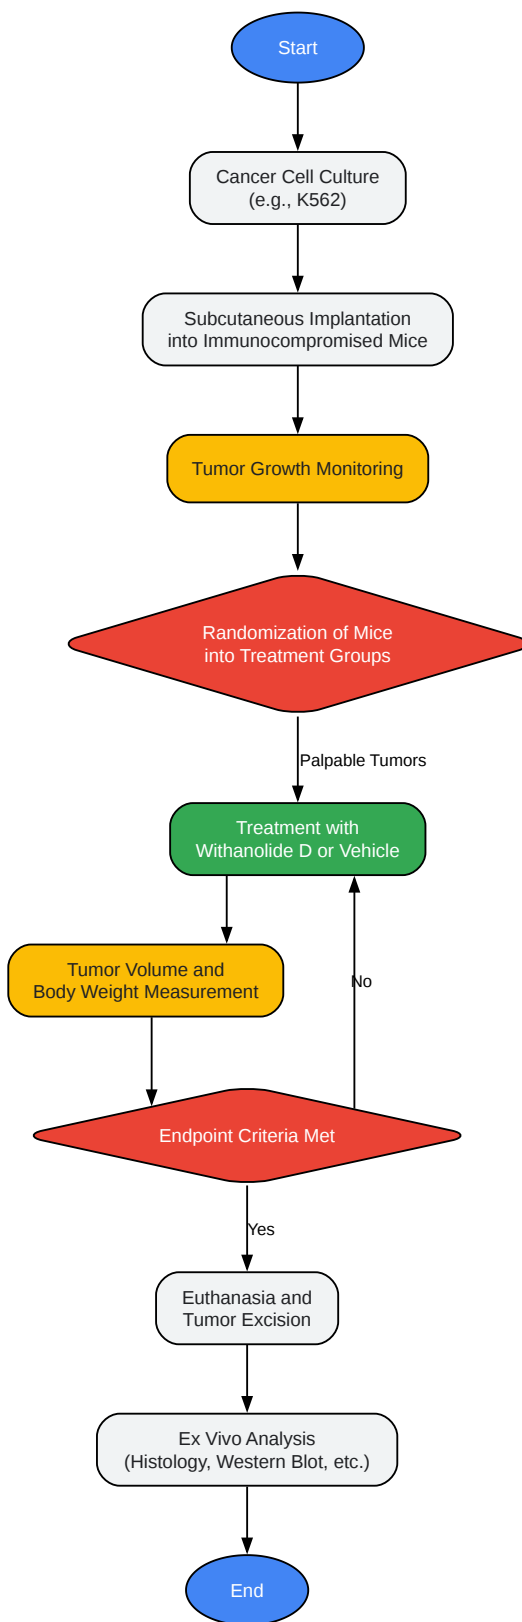 Start
Cancer Cell Culture
(e.g., K562)
Subcutaneous Implantation
into Immunocompromised Mice
Tumor Growth Monitoring
Randomization of Mice
into Treatment Groups
Palpable Tumors
Treatment with
Withanolide D or Vehicle
Tumor Volume and
Body Weight Measurement
No
Endpoint Criteria Met
Yes
Euthanasia and
Tumor Excision
Ex Vivo Analysis
(Histology, Western Blot, etc.)
End